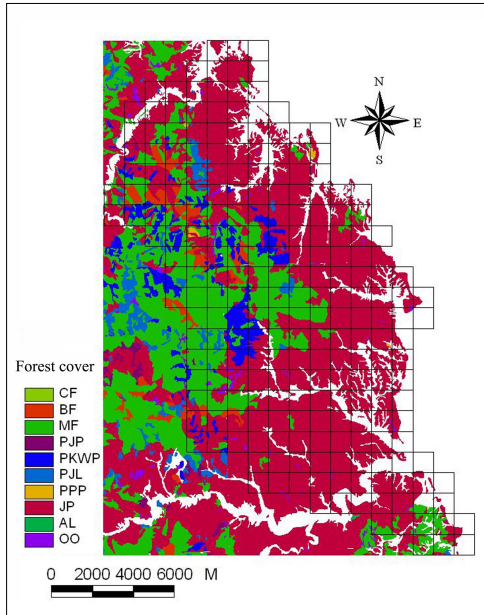 N
W E
S
Forest cover
CF
BF
MF
PJP
PKWP
PJL
PPP
JP
AL
OO
0 2000 4000 6000 M